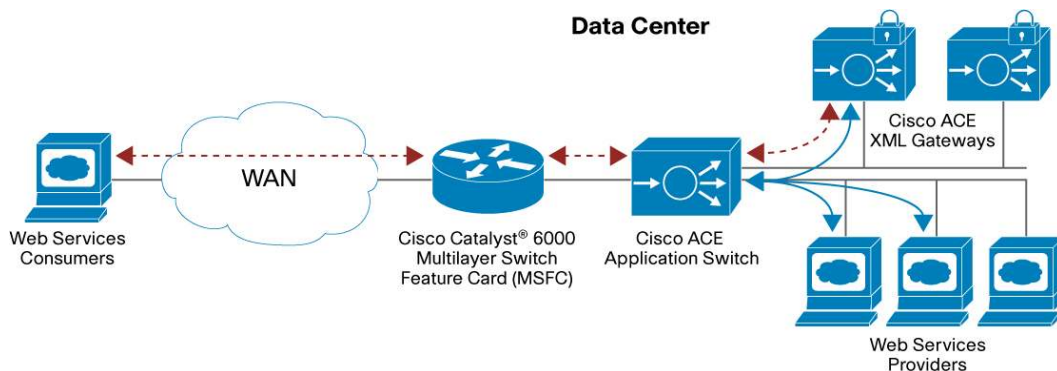 Data Center
Cisco ACE
XML Gateways
WAN
Web Services
Consumers
Cisco Catalyst® 6000
Multilayer Switch
Feature Card (MSFC)
Cisco ACE
Application Switch
Web Services
Providers